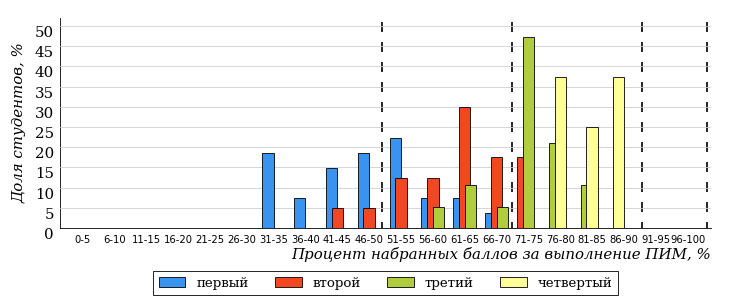 Доля студентов, %
50
45
40
35
30
25
20
15
10
5
0
0-5 6-10 11-15 16-20 21-25 26-30 31-35 36-40 41-45 46-50 51-55 56-60 61-65 66-70 71-75 76-80 81-85 86-90 91-95 96-100
Процент набранных баллов за выполнение ПИМ, %
первый второй третий четвертый